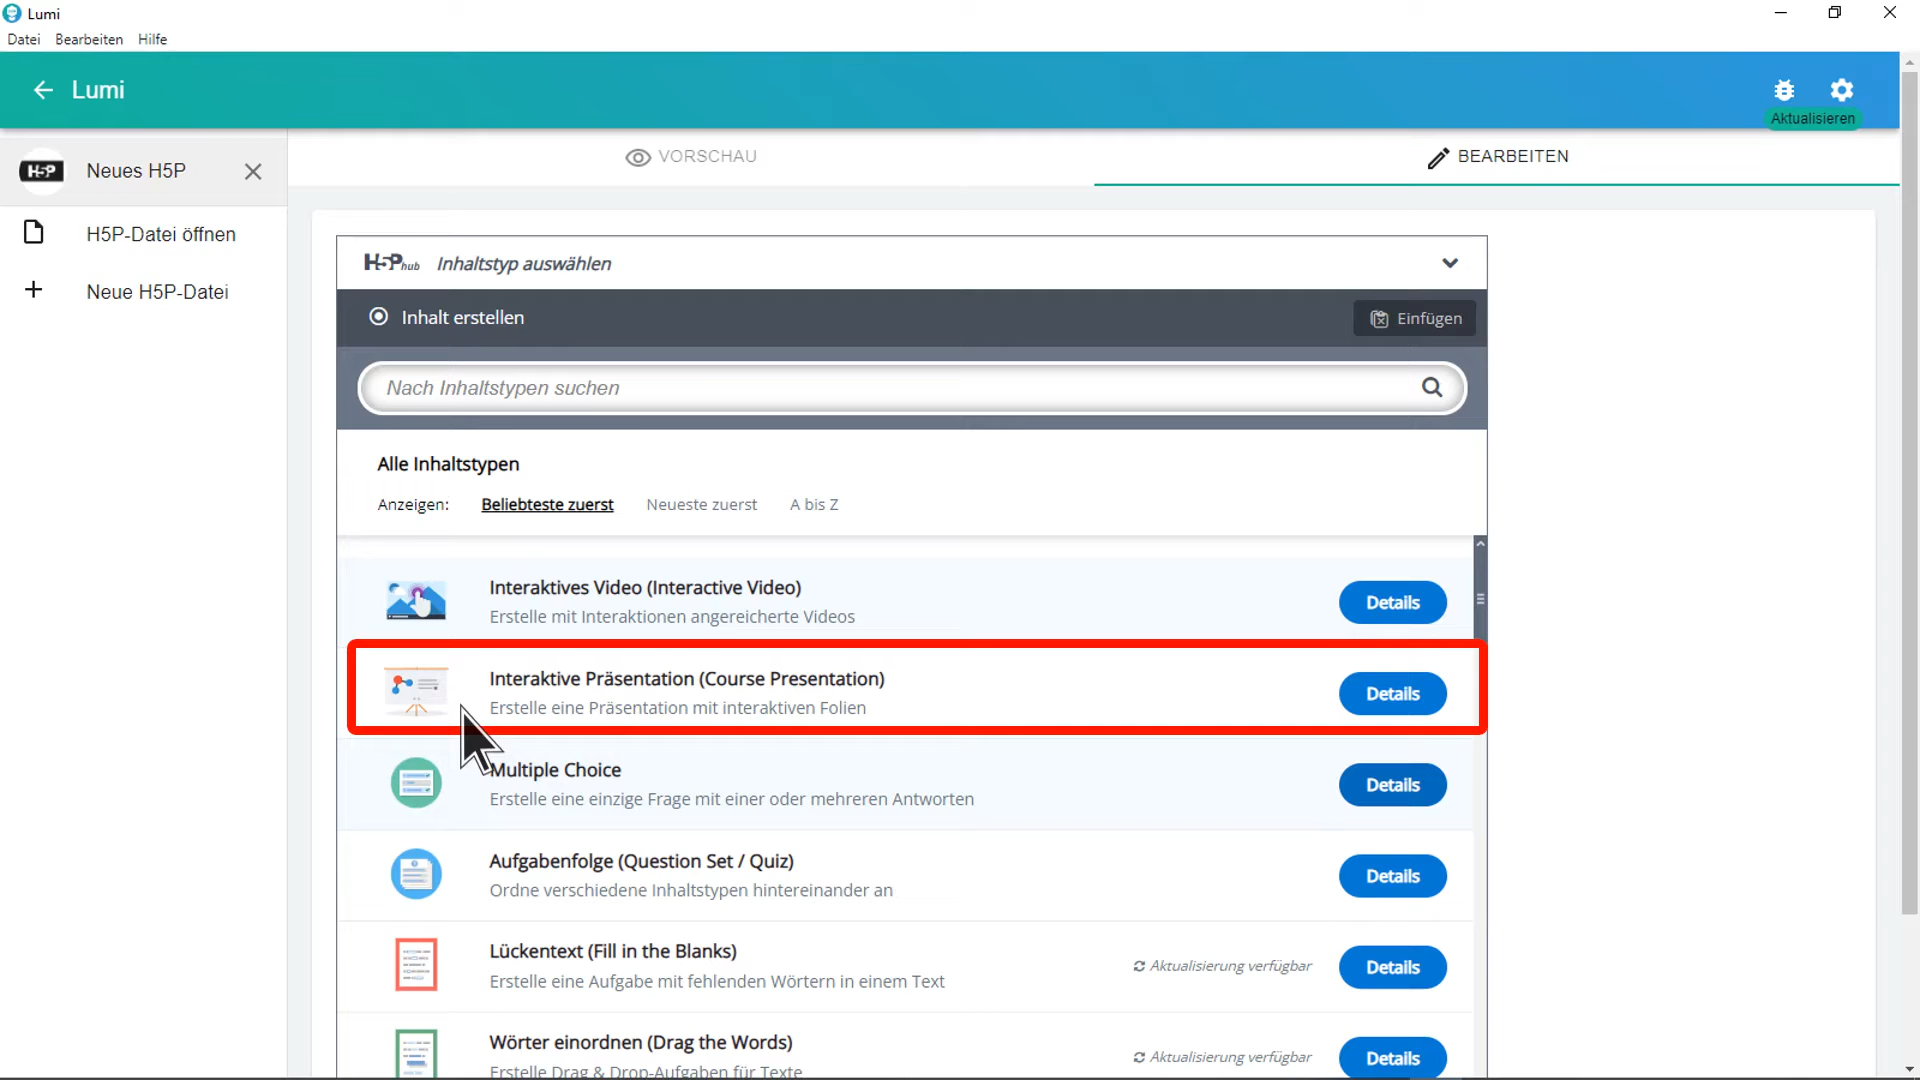 Lumi
Datei Bearbeiten Hilfe
Lumi
Aktualisieren
H5P Neues H5P
VORSCHAU
BEARBEITEN
H5P-Datei öffnen
Neue H5P-Datei
H5Phub Inhaltstyp auswählen
Inhalt erstellen
Einfügen
Nach Inhaltstypen suchen
Alle Inhaltstypen
Anzeigen: Beliebteste zuerst Neueste zuerst A bis Z
Interaktives Video (Interactive Video)
Erstelle mit Interaktionen angereicherte Videos
Details
Interaktive Präsentation (Course Presentation)
Erstelle eine Präsentation mit interaktiven Folien
Details
Multiple Choice
Erstelle eine einzige Frage mit einer oder mehreren Antworten
Details
Aufgabenfolge (Question Set / Quiz)
Ordne verschiedene Inhaltstypen hintereinander an
Details
Lückentext (Fill in the Blanks)
Erstelle eine Aufgabe mit fehlenden Wörtern in einem Text
Aktualisierung verfügbar
Details
Wörter einordnen (Drag the Words)
Erstelle Drag & Drop-Aufgaben für Texte
Aktualisierung verfügbar
Details